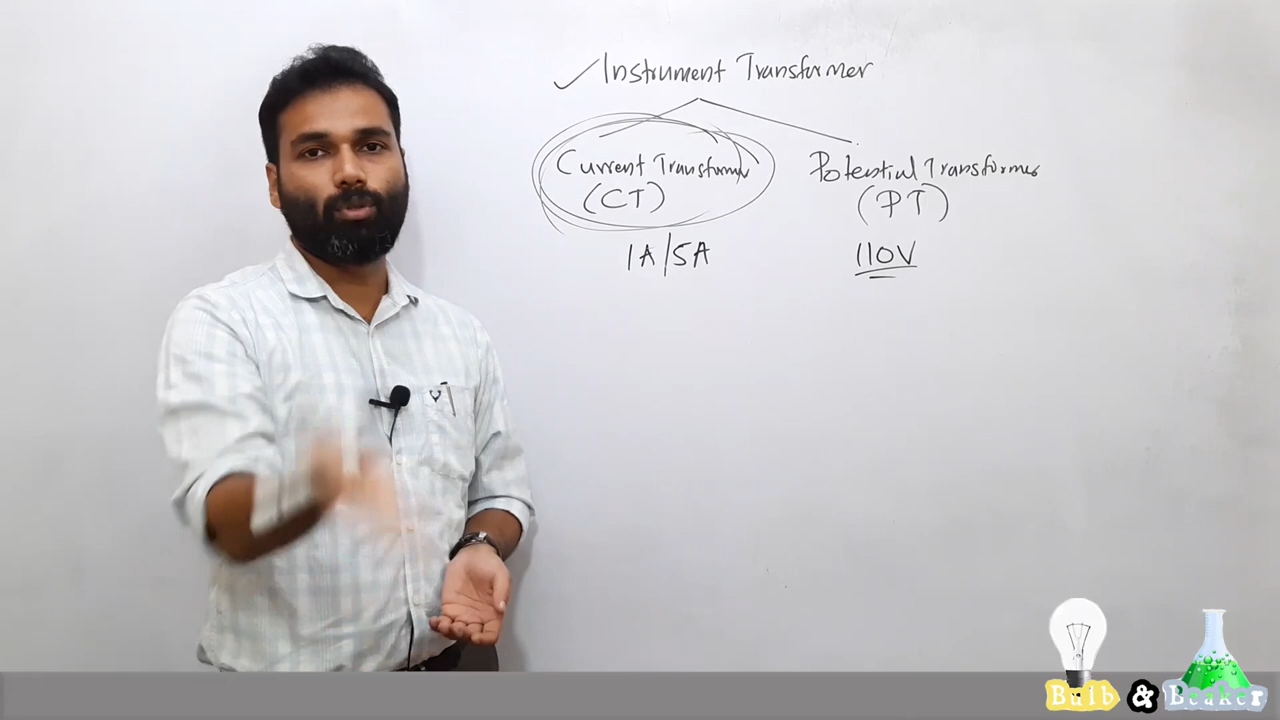 ✓ Instrument Transformer
Current Transformer
(CT)
1A/5A
Potential Transformer
(PT)
110V
Bulb & Beaker